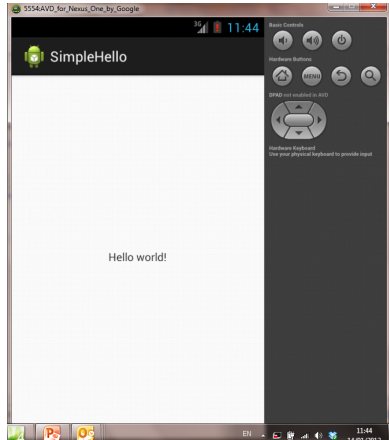 5554:AVD_for_Nexus_One_by_Google
3G 11:44
SimpleHello
Hello world!
Basic Controls
Hardware Buttons
MENU
DPAD not enabled in AVD
Hardware Keyboard
Use your physical keyboard to provide input
EN
11:44